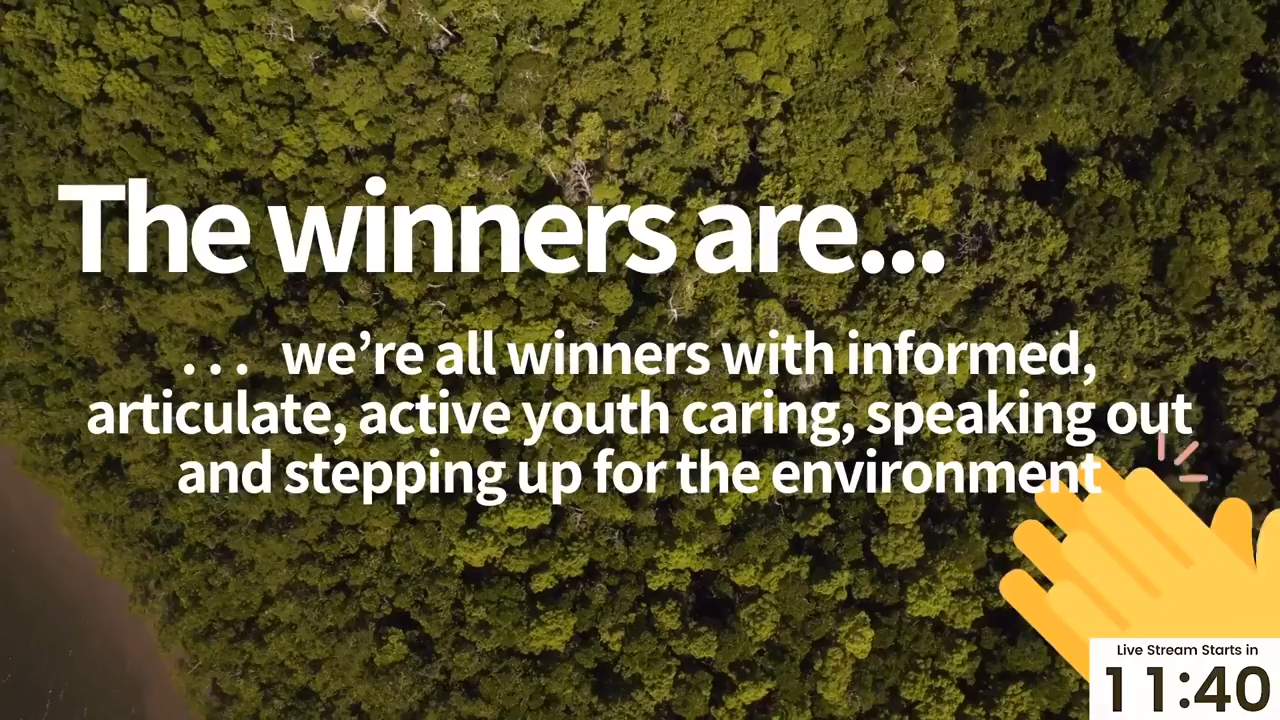 The winners are...
... we’re all winners with informed,
articulate, active youth caring, speaking out
and stepping up for the environment
Live Stream Starts in
11:40